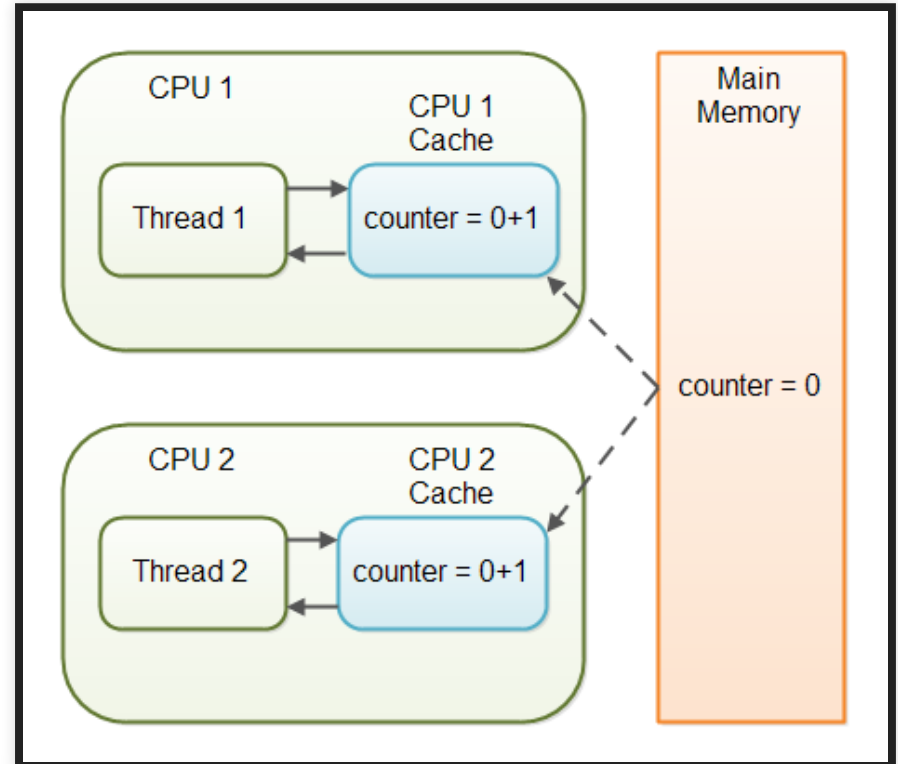 CPU 1
CPU 1
Cache
Thread 1
counter = 0+1
CPU 2
CPU 2
Cache
Thread 2
counter = 0+1
Main
Memory
counter = 0